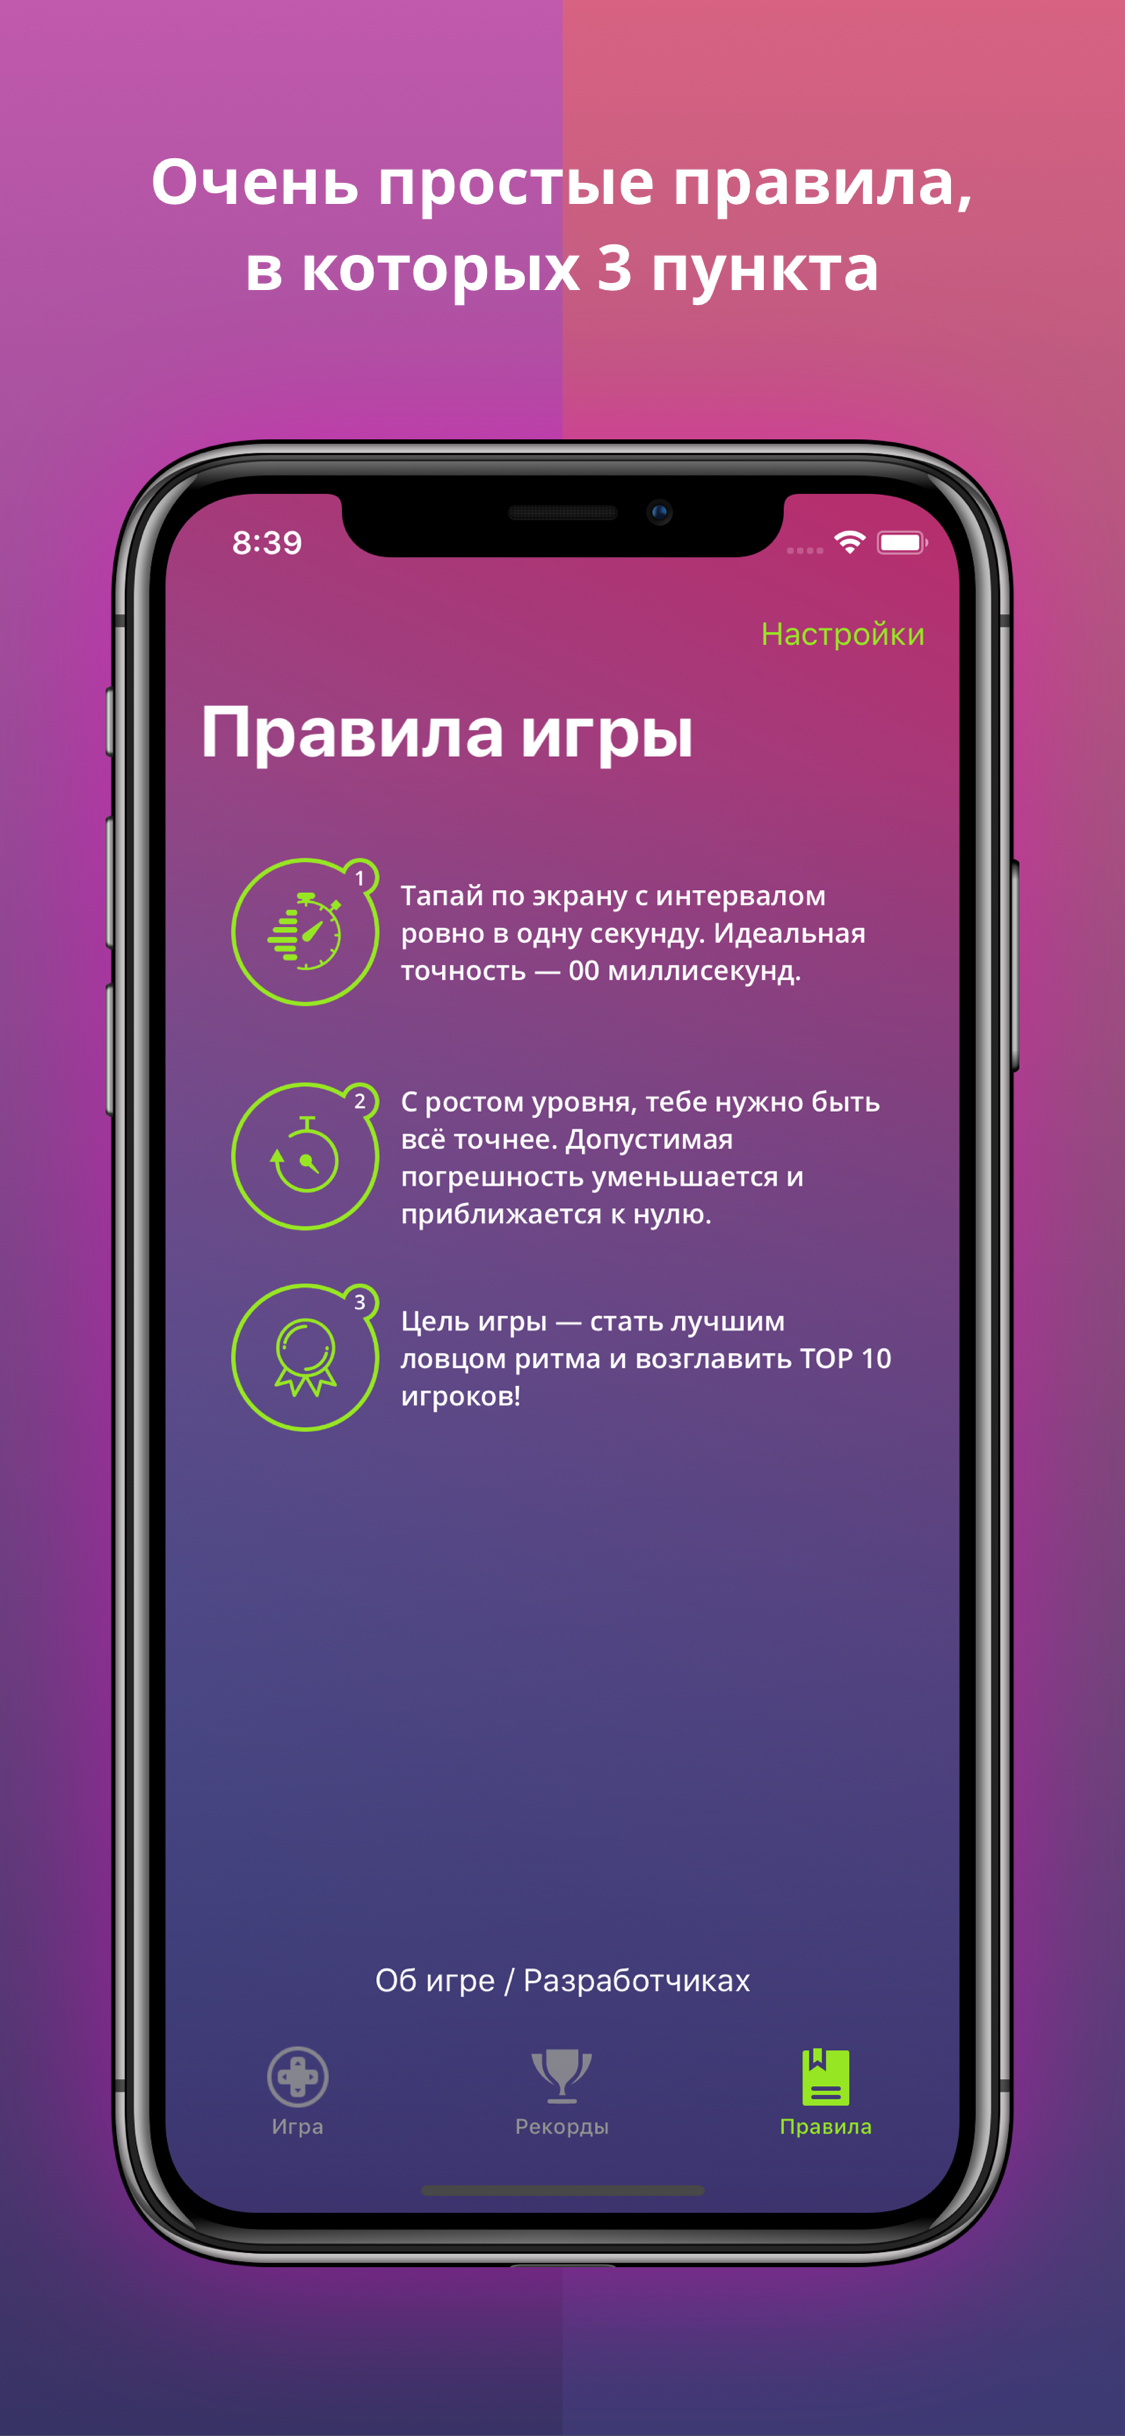 Очень простые правила,
в которых 3 пункта
8:39
Настройки
Правила игры
1
Тапай по экрану с интервалом
ровно в одну секунду. Идеальная
точность — 00 миллисекунд.
2
С ростом уровня, тебе нужно быть
всё точнее. Допустимая
погрешность уменьшается и
приближается к нулю.
3
Цель игры — стать лучшим
ловцом ритма и возглавить TOP 10
игроков!
Об игре / Разработчиках
Игра
Рекорды
Правила